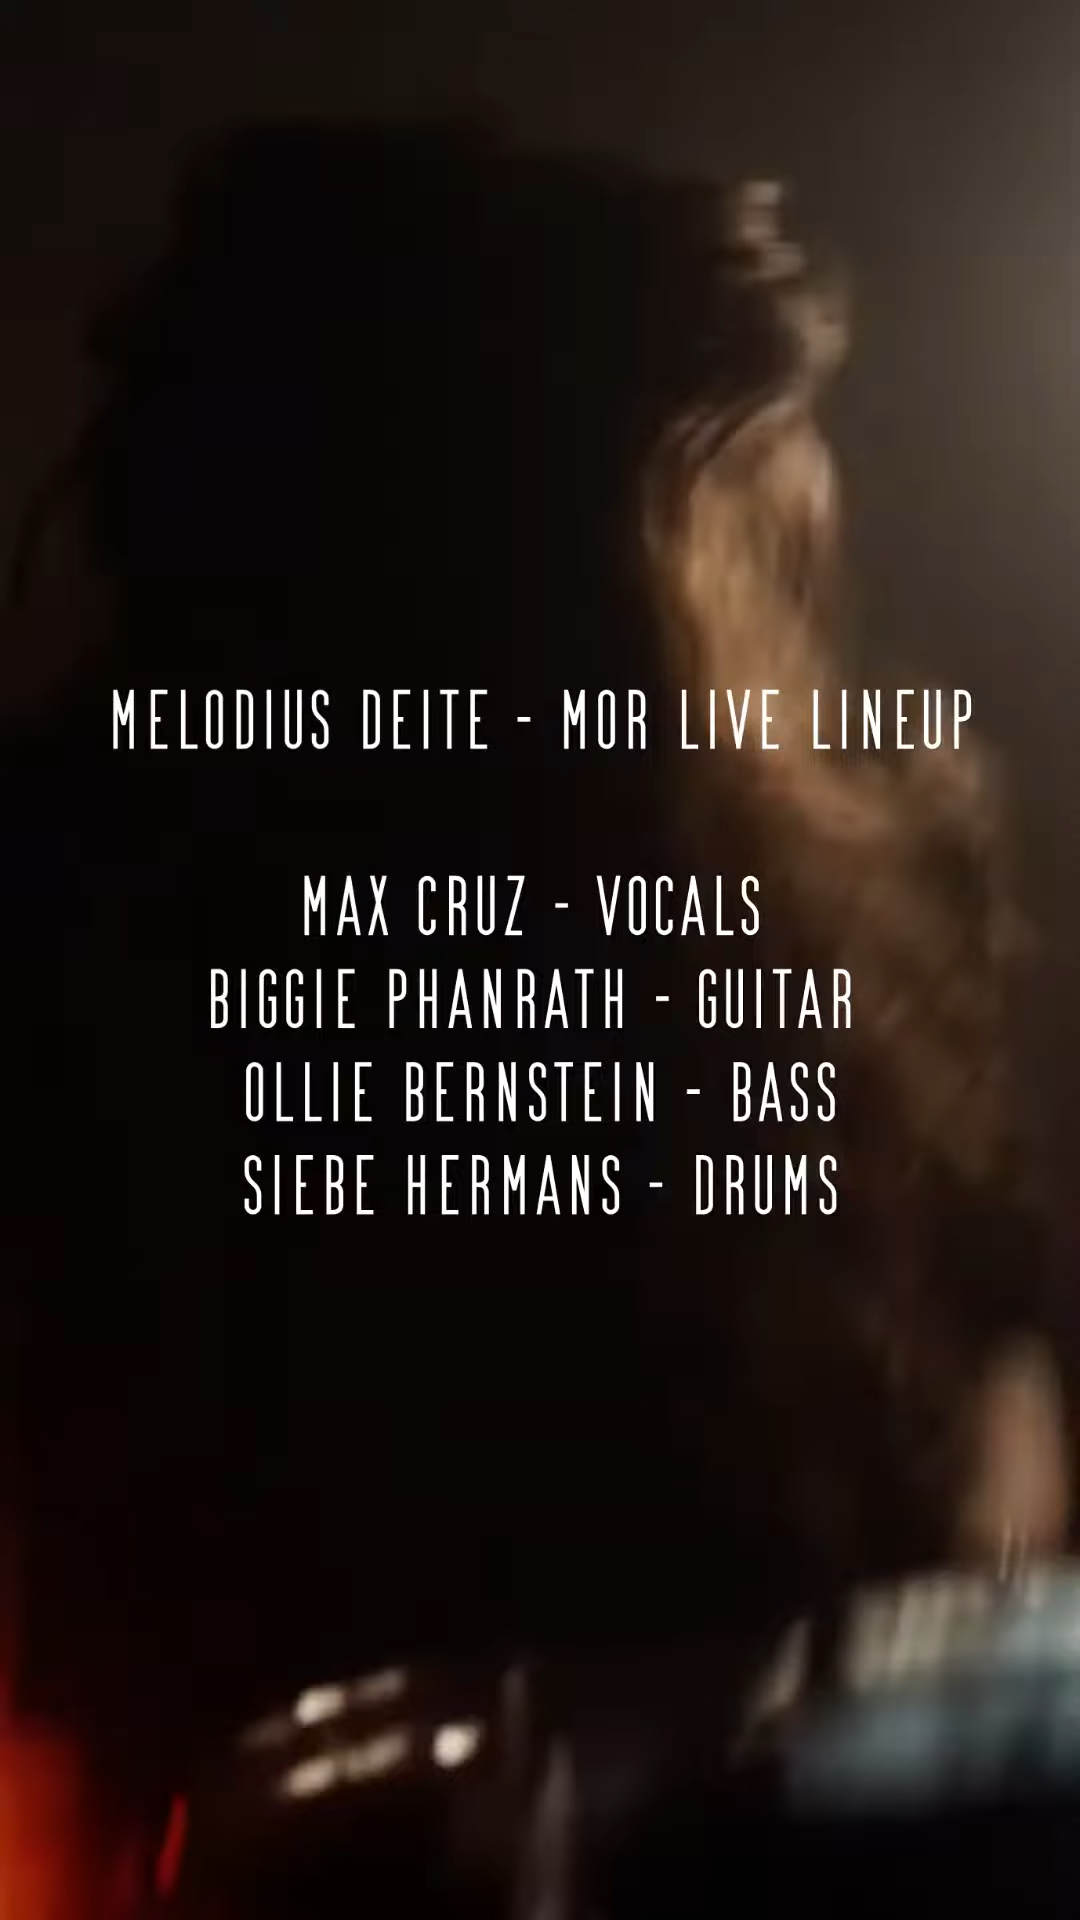 MELODIUS DEITE - MOR LIVE LINEUP
MAX CRUZ - VOCALS
BIGGIE PHANRATH - GUITAR
OLLIE BERNSTEIN - BASS
SIEBE HERMANS - DRUMS